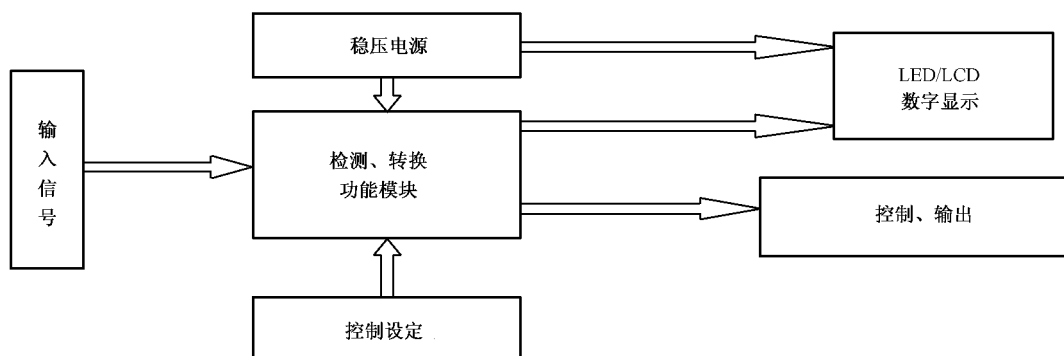 稳压电源
LED/LCD
数字显示
输
入
信
号
检测、转换
功能模块
控制、输出
控制设定